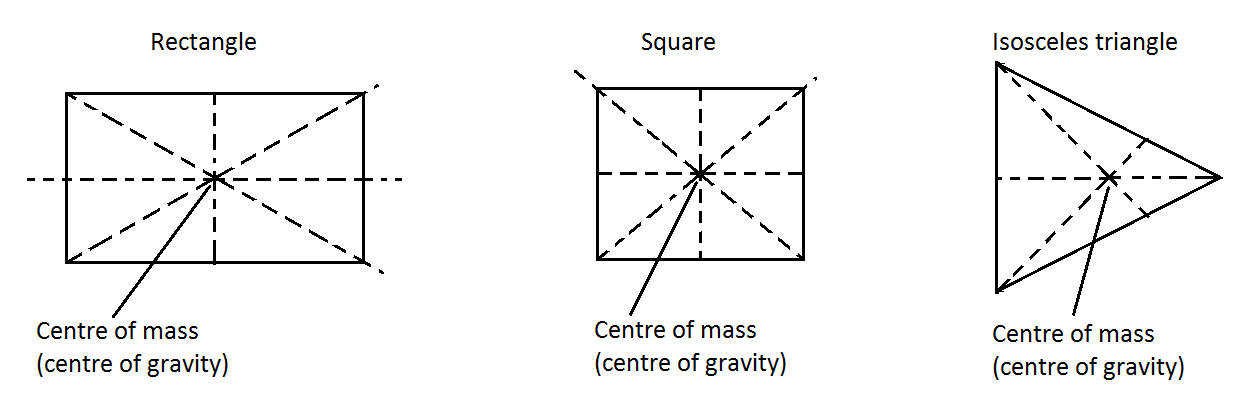 Rectangle
Square
Isosceles triangle
Centre of mass
(centre of gravity)
Centre of mass
(centre of gravity)
Centre of mass
(centre of gravity)